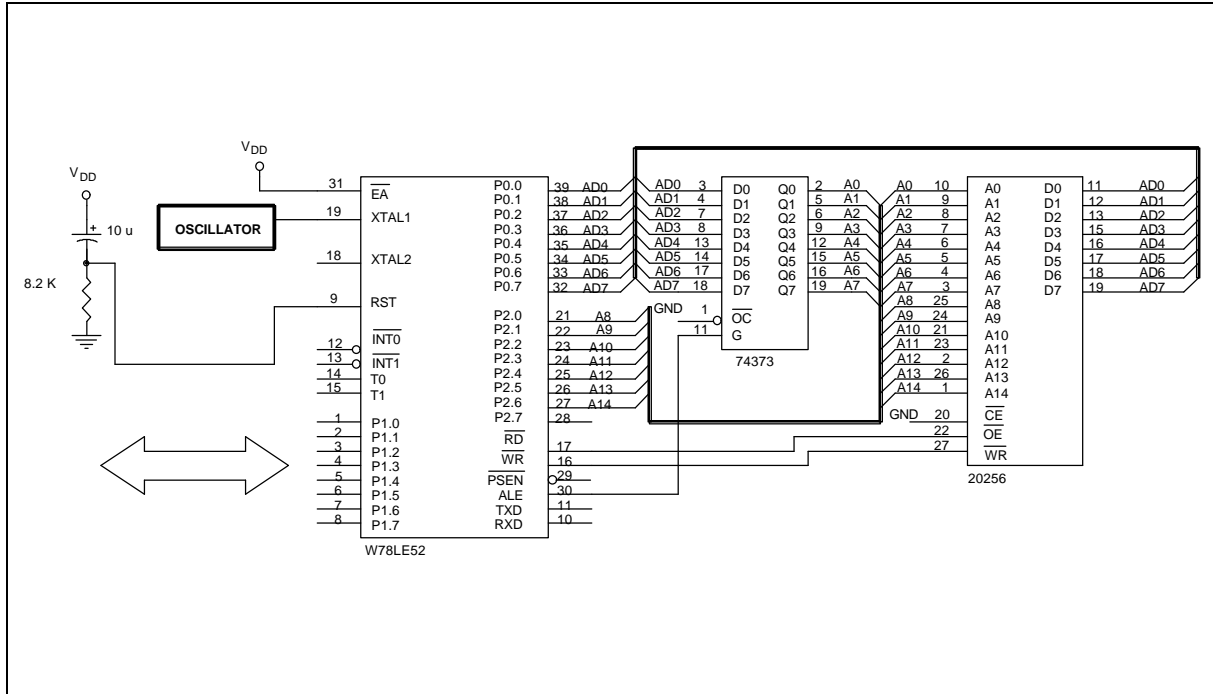 VDD
VDD
10 u
8.2 K
OSCILLATOR
31 EA
19 XTAL1
18 XTAL2
9 RST
12 INT0
13 INT1
14 T0
15 T1
1 P1.0
2 P1.1
3 P1.2
4 P1.3
5 P1.4
6 P1.5
7 P1.6
8 P1.7
P0.0 39 AD0
P0.1 38 AD1
P0.2 37 AD2
P0.3 36 AD3
P0.4 35 AD4
P0.5 34 AD5
P0.6 33 AD6
P0.7 32 AD7
P2.0 21 A8
P2.1 22 A9
P2.2 23 A10
P2.3 24 A11
P2.4 25 A12
P2.5 26 A13
P2.6 27 A14
P2.7 28
RD 17
WR 16
PSEN 29
ALE 30
TXD 11
RXD 10
W78LE52
AD0 3 D0 Q0 2 A0
AD1 4 D1 Q1 5 A1
AD2 7 D2 Q2 6 A2
AD3 8 D3 Q3 9 A3
AD4 13 D4 Q4 12 A4
AD5 14 D5 Q5 15 A5
AD6 17 D6 Q6 16 A6
AD7 18 D7 Q7 19 A7
GND 1 OC
11 G
74373
A0 10 A0 D0 11 AD0
A1 9 A1 D1 12 AD1
A2 8 A2 D2 13 AD2
A3 7 A3 D3 15 AD3
A4 6 A4 D4 16 AD4
A5 5 A5 D5 17 AD5
A6 4 A6 D6 18 AD6
A7 3 A7 D7 19 AD7
A8 25 A8
A9 24 A9
A10 21 A10
A11 23 A11
A12 2 A12
A13 26 A13
A14 1 A14
GND 20 CE
22 OE
27 WR
20256